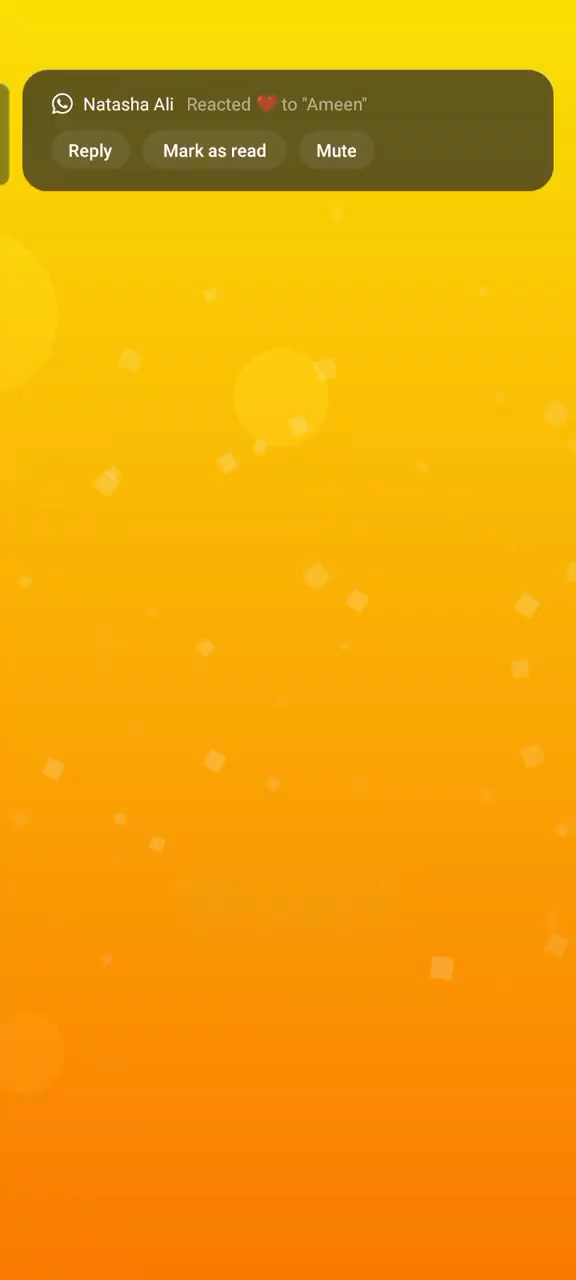 Natasha Ali Reacted ❤️ to "Ameen"
Reply Mark as read Mute